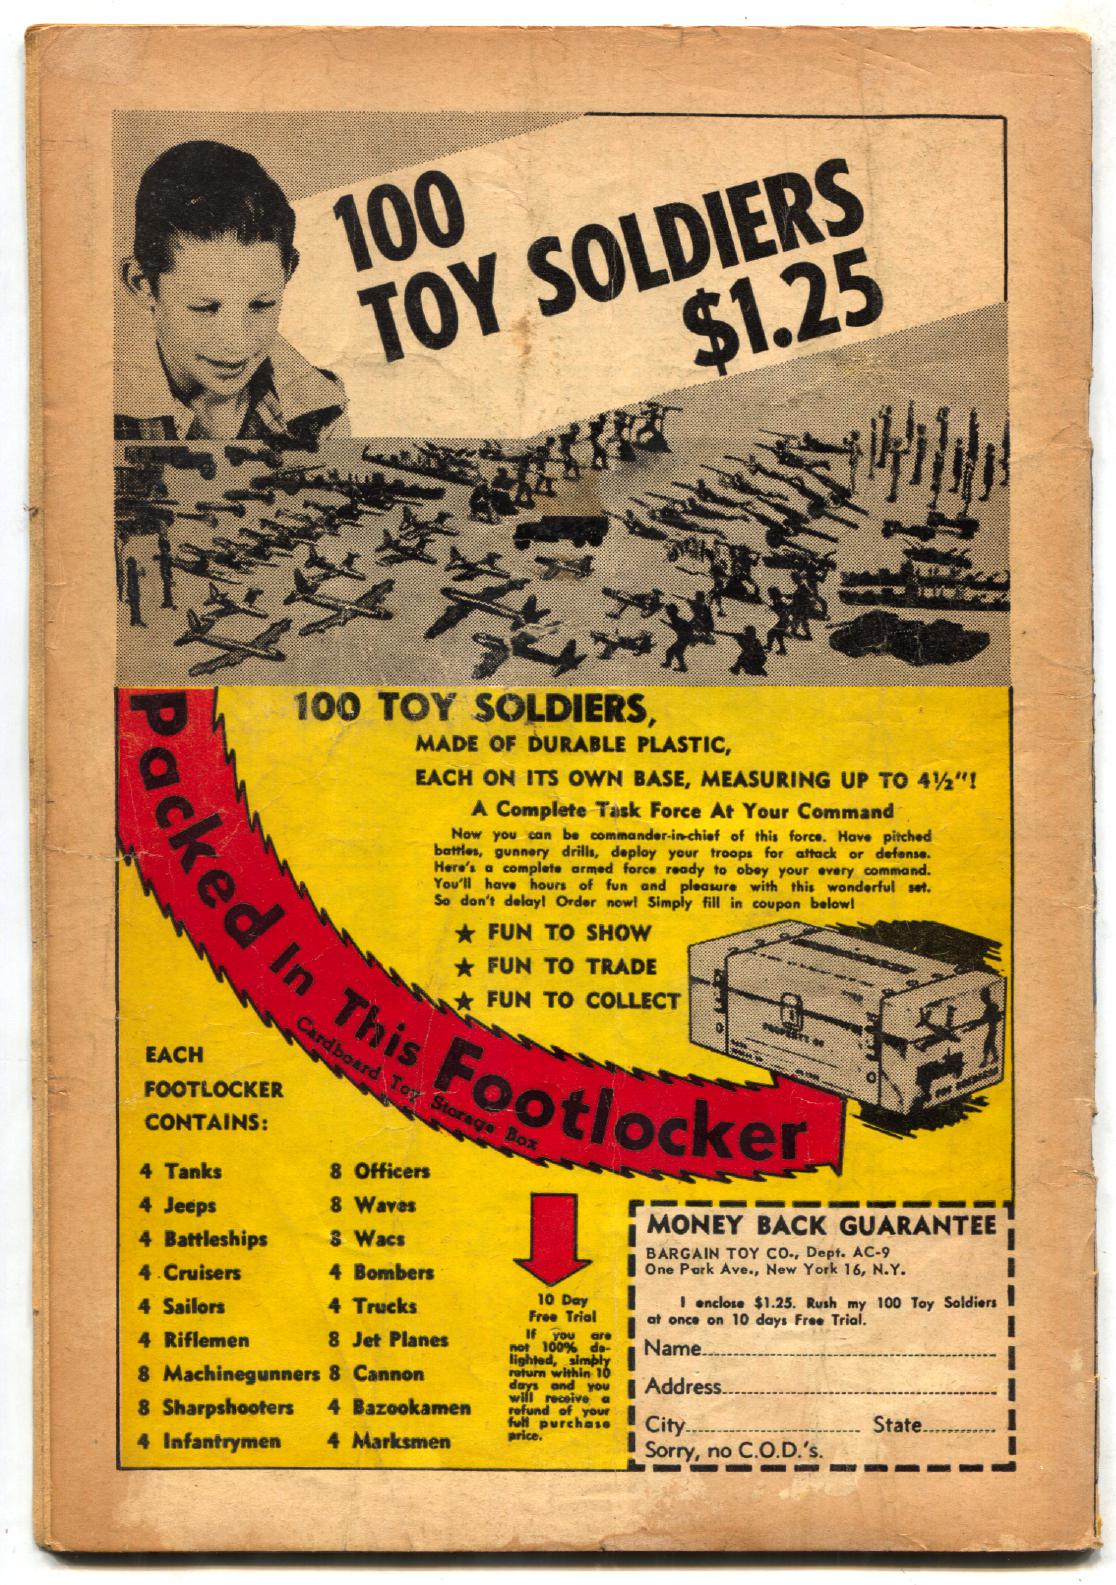 100
TOY SOLDIERS
$1.25
100 TOY SOLDIERS,
MADE OF DURABLE PLASTIC,
EACH ON ITS OWN BASE, MEASURING UP TO 4½"!
A Complete Task Force At Your Command
Now you can be commander-in-chief of this force. Have pitched
battles, gunnery drills, deploy your troops for attack or defense.
Here's a complete armed force ready to obey your every command.
You'll have hours of fun and pleasure with this wonderful set.
So don't delay! Order now! Simply fill in coupon below!
★ FUN TO SHOW
★ FUN TO TRADE
★ FUN TO COLLECT
Packed In This Footlocker
Cardboard Toy Storage Box
PROPERTY OF
EACH
FOOTLOCKER
CONTAINS:
4 Tanks
4 Jeeps
4 Battleships
4 Cruisers
4 Sailors
4 Riflemen
8 Machinegunners
8 Sharpshooters
4 Infantrymen
8 Officers
8 Waves
8 Wacs
4 Bombers
4 Trucks
8 Jet Planes
8 Cannon
4 Bazookamen
4 Marksmen
10 Day
Free Trial
If you are
not 100% de-
lighted, simply
return within 10
days and you
will receive a
refund of your
full purchase
price.
MONEY BACK GUARANTEE
BARGAIN TOY CO., Dept. AC-9
One Park Ave., New York 16, N.Y.
I enclose $1.25. Rush my 100 Toy Soldiers
at once on 10 days Free Trial.
Name
Address
City State
Sorry, no C.O.D.'s.